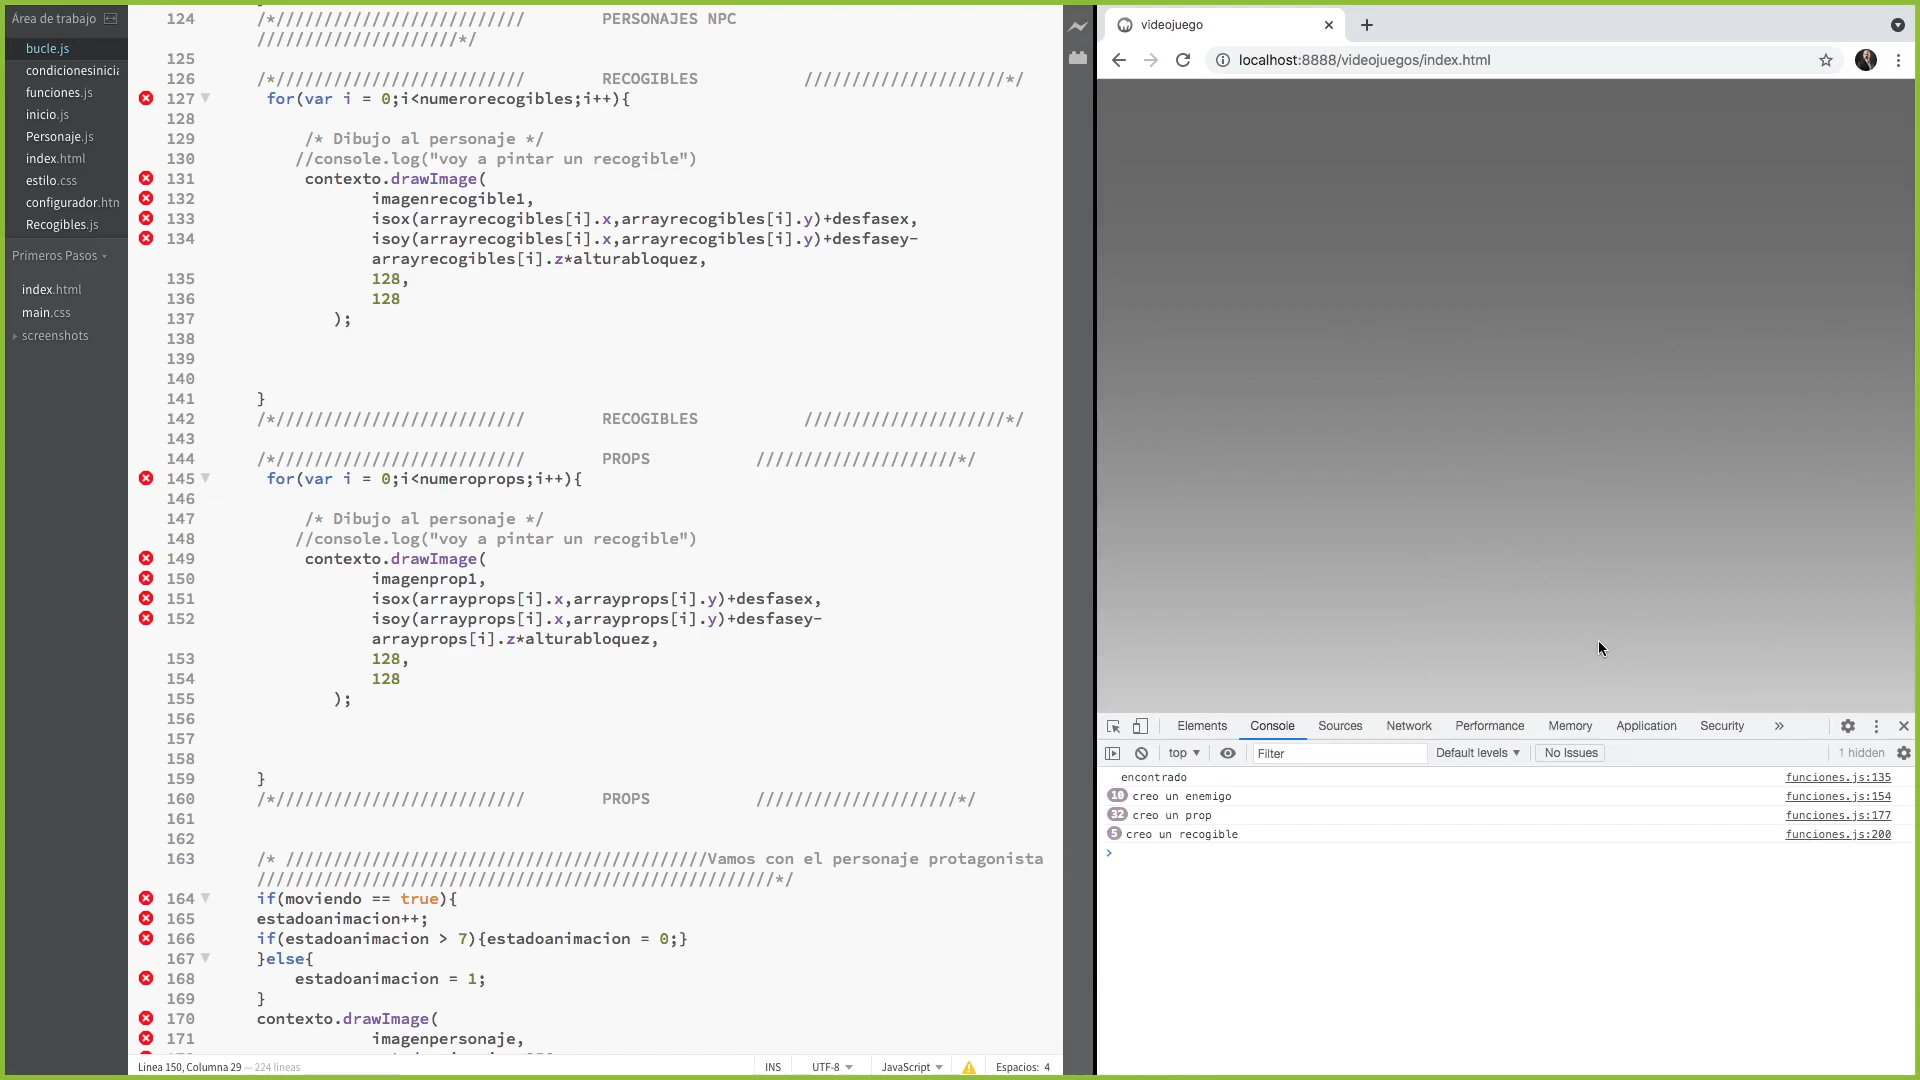 Área de trabajo
bucle.js
condicionesinicia
funciones.js
inicio.js
Personaje.js
index.html
estilo.css
configurador.htm
Recogibles.js
Primeros Pasos
index.html
main.css
screenshots
124 /*////////////////////////// PERSONAJES NPC
/////////////////////*/
125
126 /*////////////////////////// RECOGIBLES /////////////////////*/
127 for(var i = 0;i<numerorecogibles;i++){
128
129 /* Dibujo al personaje */
130 //console.log("voy a pintar un recogible")
131 contexto.drawImage(
132 imagenrecogible1,
133 isox(arrayrecogibles[i].x,arrayrecogibles[i].y)+desfasex,
134 isoy(arrayrecogibles[i].x,arrayrecogibles[i].y)+desfasey-
arrayrecogibles[i].z*alturabloquez,
135 128,
136 128
137 );
138
139
140
141 }
142 /*////////////////////////// RECOGIBLES /////////////////////*/
143
144 /*////////////////////////// PROPS /////////////////////*/
145 for(var i = 0;i<numeroprops;i++){
146
147 /* Dibujo al personaje */
148 //console.log("voy a pintar un recogible")
149 contexto.drawImage(
150 imagenprop1,
151 isox(arrayprops[i].x,arrayprops[i].y)+desfasex,
152 isoy(arrayprops[i].x,arrayprops[i].y)+desfasey-
arrayprops[i].z*alturabloquez,
153 128,
154 128
155 );
156
157
158
159 }
160 /*////////////////////////// PROPS /////////////////////*/
161
162
163 /* ////////////////////////////////////////////Vamos con el personaje protagonista
//////////////////////////////////////////////////////*/
164 if(moviendo == true){
165 estadoanimacion++;
166 if(estadoanimacion > 7){estadoanimacion = 0;}
167 }else{
168 estadoanimacion = 1;
169 }
170 contexto.drawImage(
171 imagenpersonaje,
Línea 150, Columna 29 — 224 líneas
INS UTF-8 JavaScript Espacios: 4
videojuego
localhost:8888/videojuegos/index.html
Elements Console Sources Network Performance Memory Application Security
top Filter Default levels No Issues 1 hidden
encontrado funciones.js:135
10 creo un enemigo funciones.js:154
32 creo un prop funciones.js:177
5 creo un recogible funciones.js:200